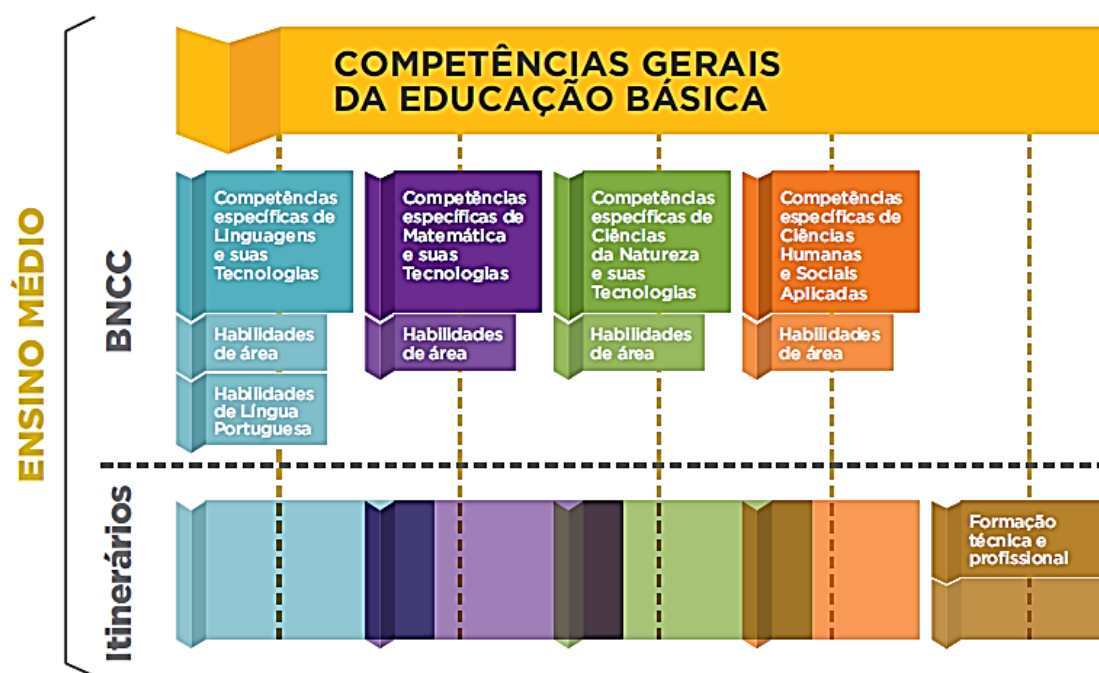 COMPETÊNCIAS GERAIS
DA EDUCAÇÃO BÁSICA
ENSINO MÉDIO
BNCC
Competências
específicas de
Linguagens
e suas
Tecnologias
Habilidades
de área
Habilidades
de Língua
Portuguesa
Competências
específicas de
Matemática
e suas
Tecnologias
Habilidades
de área
Competências
específicas de
Ciências
da Natureza
e suas
Tecnologias
Habilidades
de área
Competências
específicas de
Ciências
Humanas
e Sociais
Aplicadas
Habilidades
de área
Itinerários
Formação
técnica e
profissional